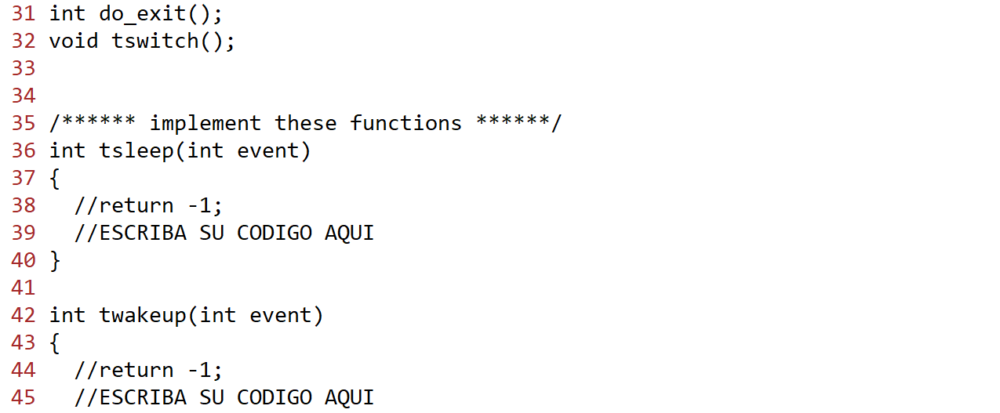 31 int do_exit();
32 void tswitch();
33
34
35 /****** implement these functions ******/
36 int tsleep(int event)
37 {
38   //return -1;
39   //ESCRIBA SU CODIGO AQUI
40 }
41
42 int twakeup(int event)
43 {
44   //return -1;
45   //ESCRIBA SU CODIGO AQUI